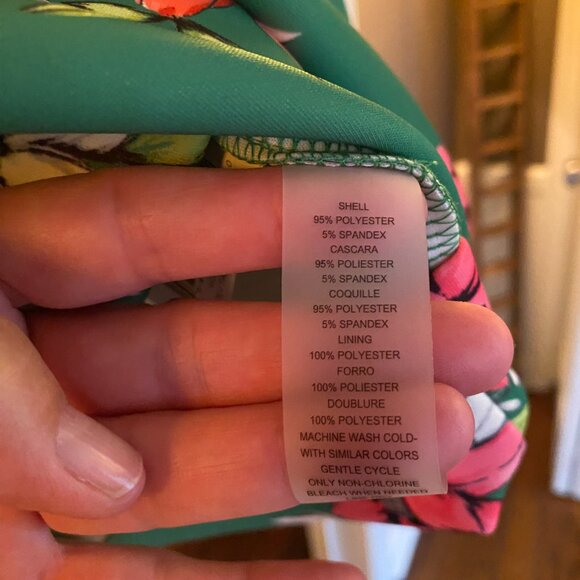 SHELL
95% POLYESTER
5% SPANDEX
CASCARA
95% POLIESTER
5% SPANDEX
COQUILLE
95% POLYESTER
5% SPANDEX
LINING
100% POLYESTER
FORRO
100% POLIESTER
DOUBLURE
100% POLYESTER
MACHINE WASH COLD-
WITH SIMILAR COLORS
GENTLE CYCLE
ONLY NON-CHLORINE
BLEACH WHEN NEEDED